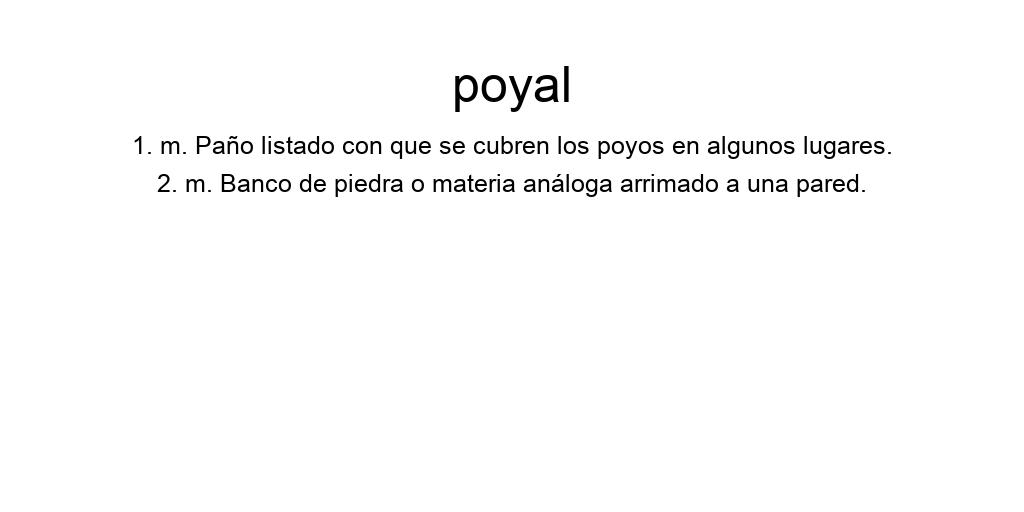 poyal
1. m. Paño listado con que se cubren los poyos en algunos lugares.
2. m. Banco de piedra o materia análoga arrimado a una pared.